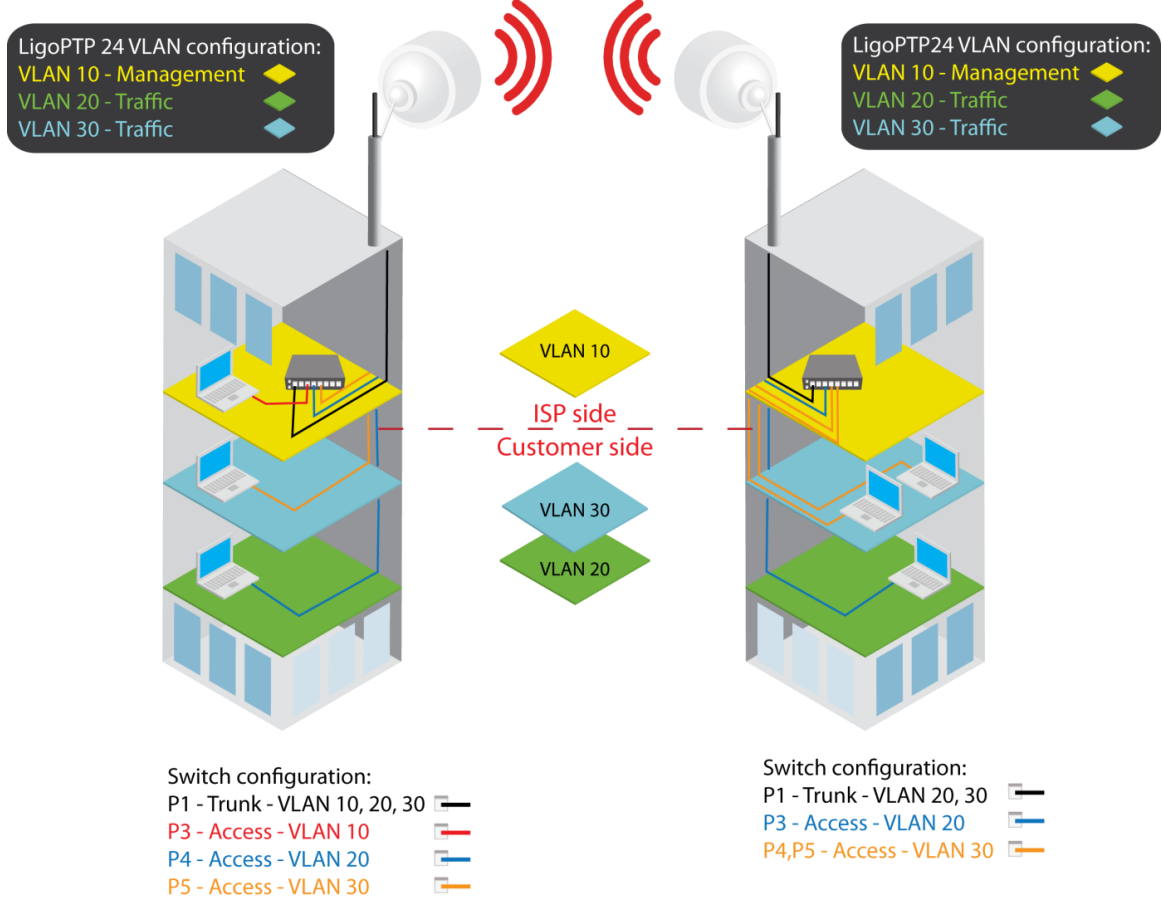 LigoPTP 24 VLAN configuration:
VLAN 10 - Management
VLAN 20 - Traffic
VLAN 30 - Traffic
LigoPTP24 VLAN configuration:
VLAN 10 - Management
VLAN 20 - Traffic
VLAN 30 - Traffic
VLAN 10
ISP side
Customer side
VLAN 30
VLAN 20
Switch configuration:
P1 - Trunk - VLAN 10, 20, 30
P3 - Access - VLAN 10
P4 - Access - VLAN 20
P5 - Access - VLAN 30
Switch configuration:
P1 - Trunk - VLAN 20, 30
P3 - Access - VLAN 20
P4,P5 - Access - VLAN 30